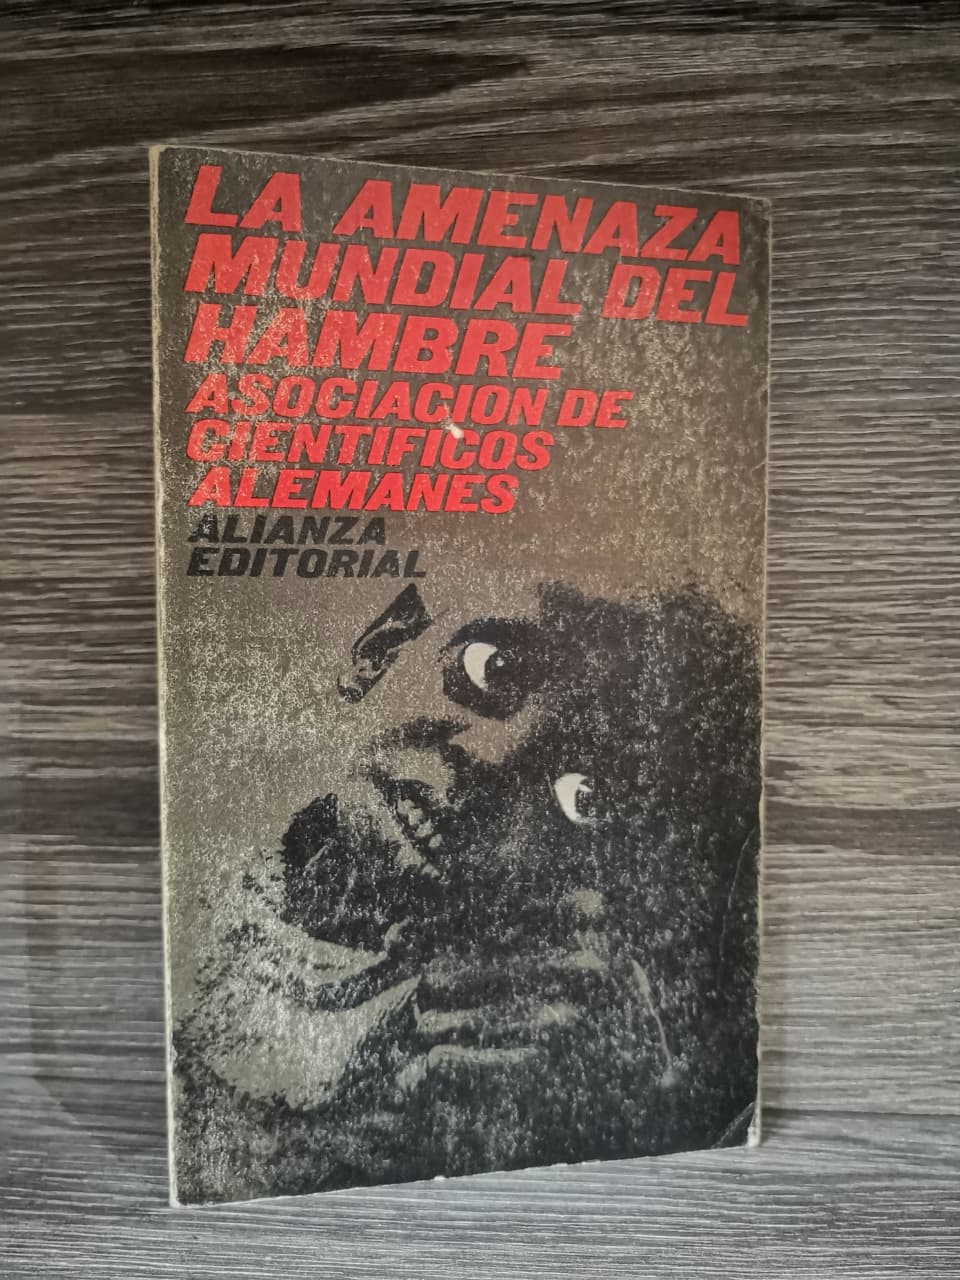 LA AMENAZA
MUNDIAL DEL
HAMBRE
ASOCIACION DE
CIENTIFICOS
ALEMANES
ALIANZA
EDITORIAL